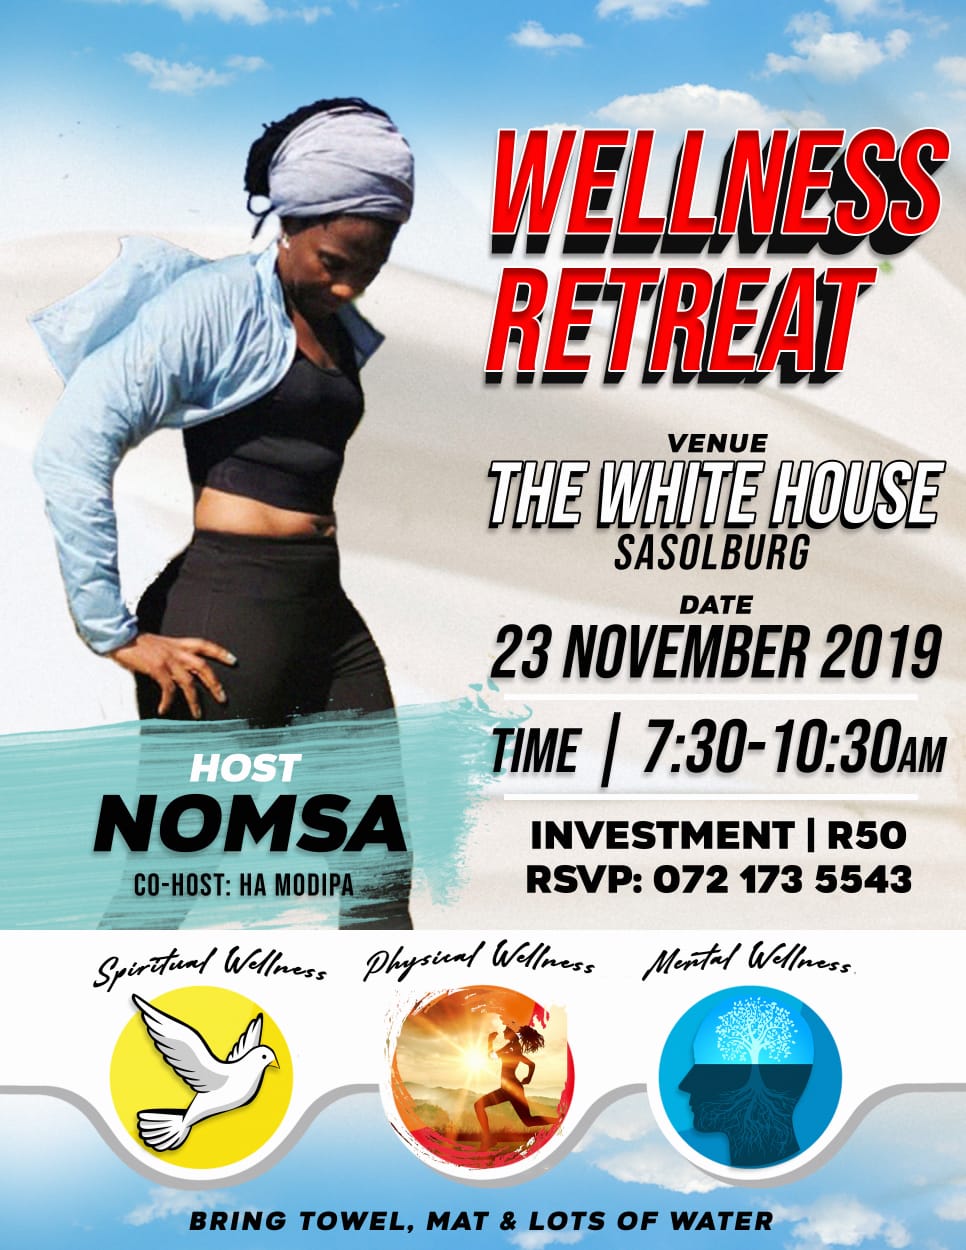 WELLNESS
RETREAT
VENUE
THE WHITE HOUSE
SASOLBURG
DATE
23 NOVEMBER 2019
TIME | 7:30-10:30AM
INVESTMENT | R50
RSVP: 072 173 5543
HOST
NOMSA
CO-HOST: HA MODIPA
Spiritual Wellness
Physical Wellness
Mental Wellness.
BRING TOWEL, MAT & LOTS OF WATER